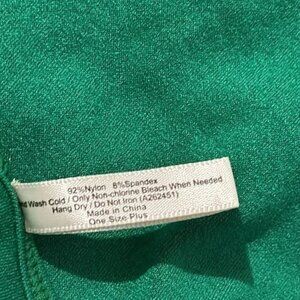 92%Nylon 8%Spandex
nd Wash Cold / Only Non-chlorine Bleach When Needed
Hang Dry / Do Not Iron (A262451)
Made in China
One Size Plus